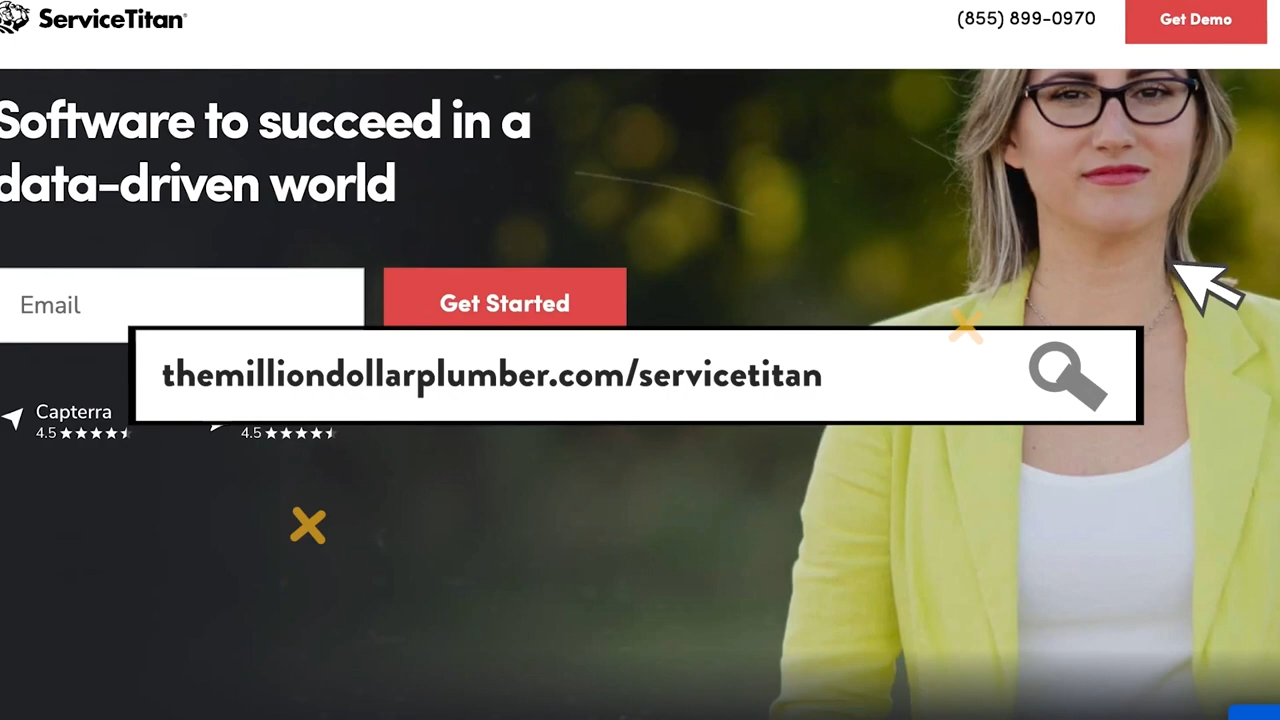 ServiceTitan
(855) 899-0970
Get Demo
Software to succeed in a
data-driven world
Email
Get Started
themilliondollarplumber.com/servicetitan
Capterra
4.5
4.5